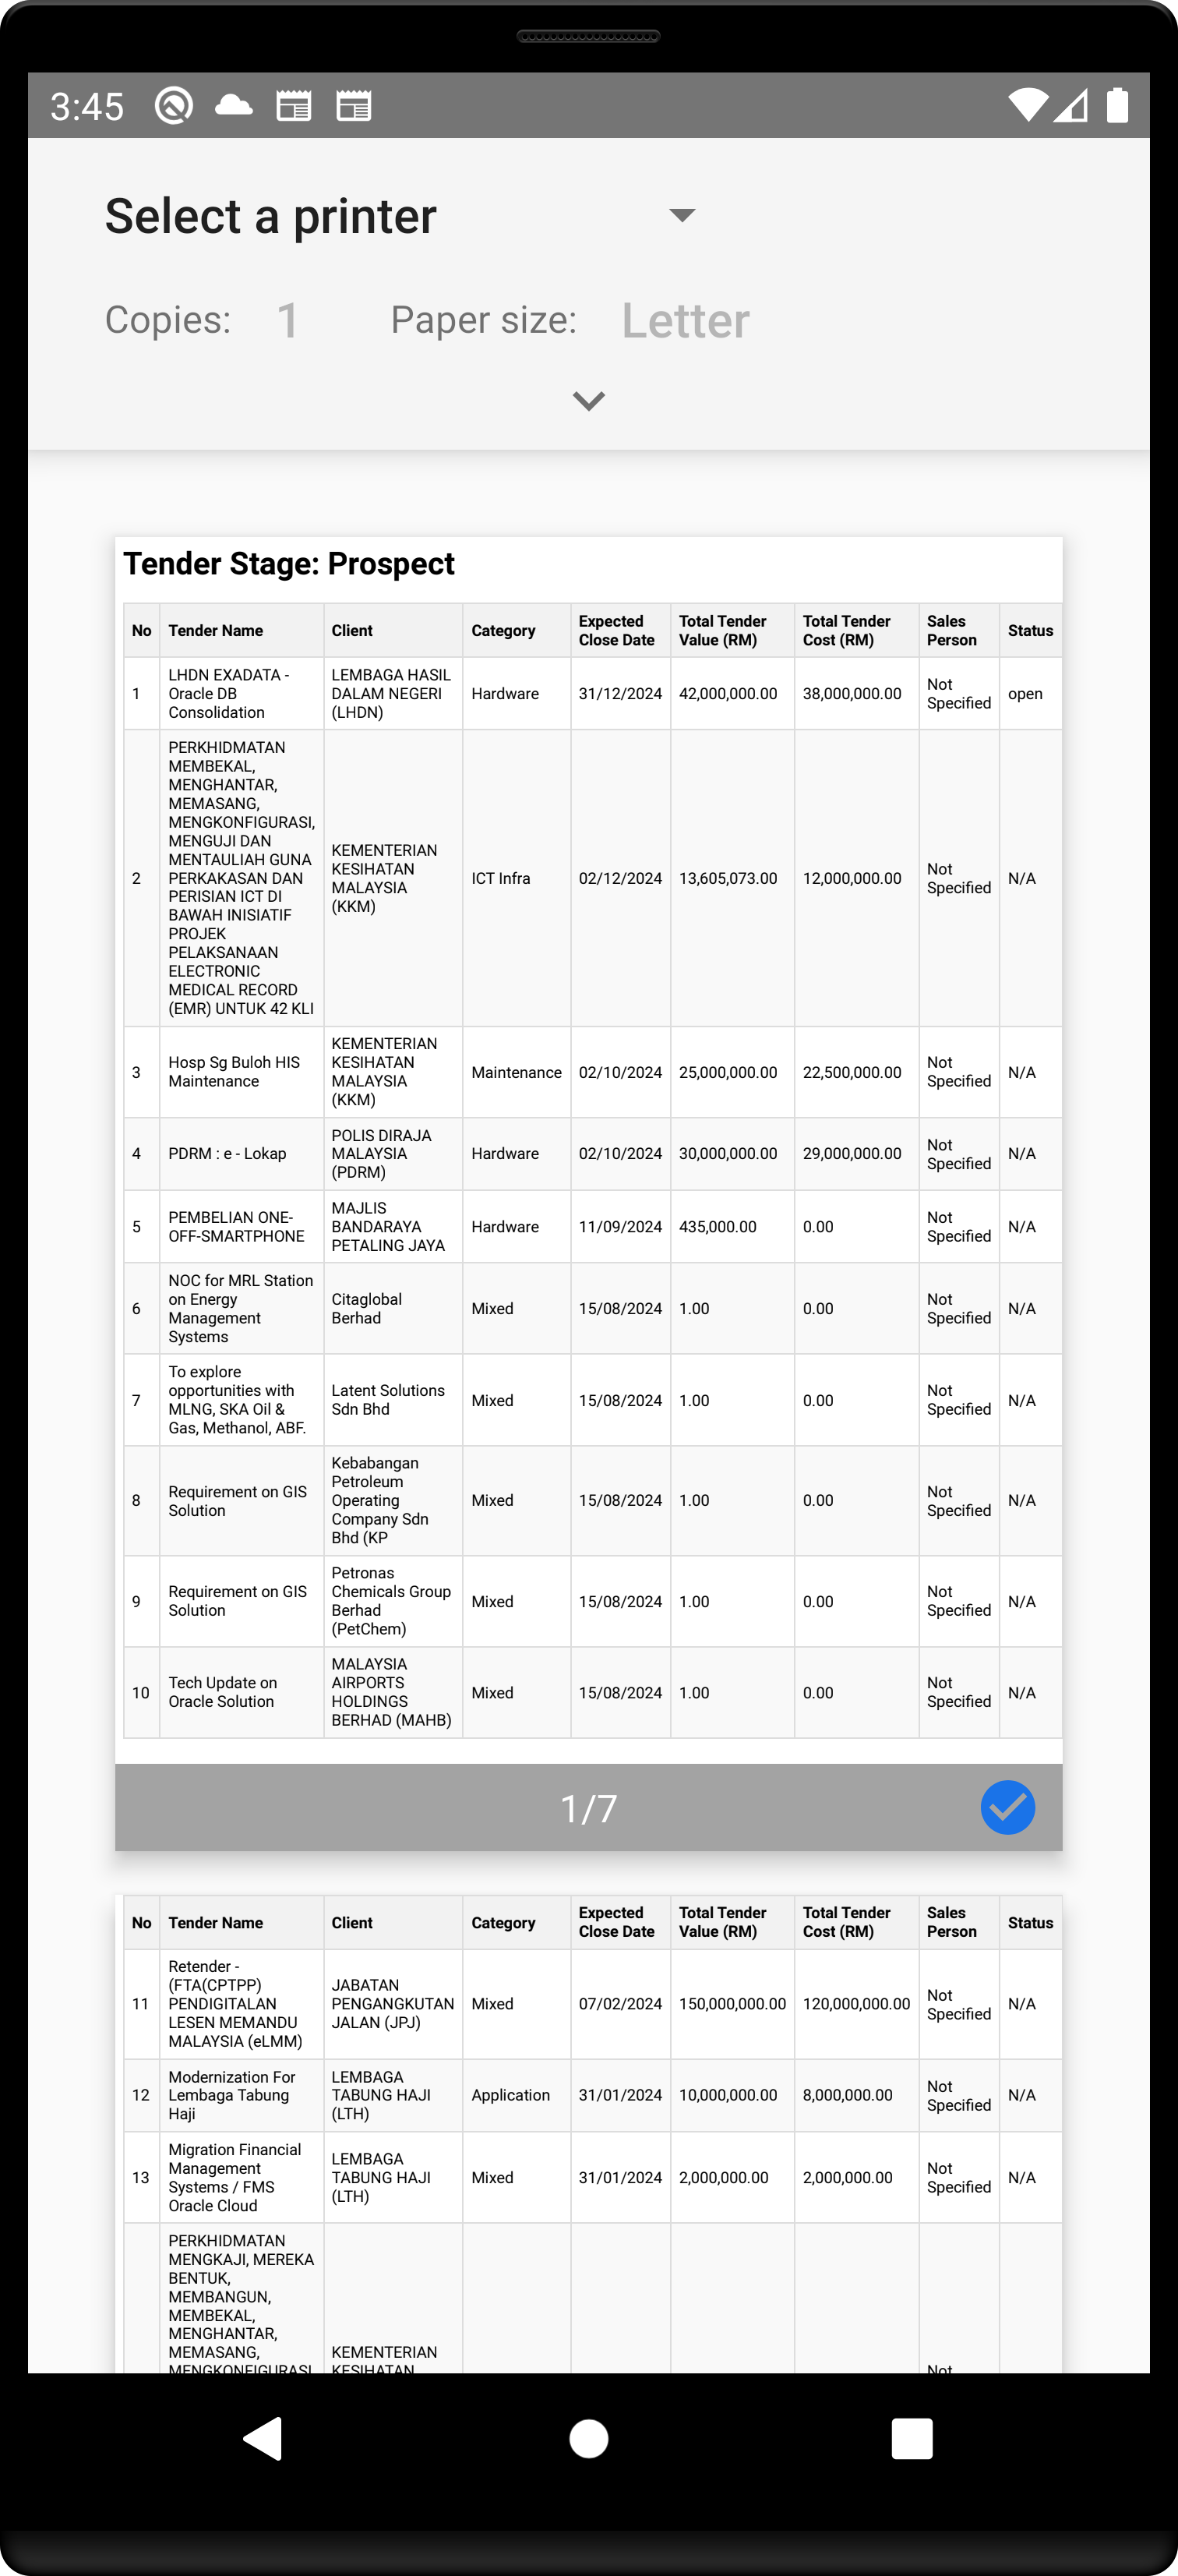 3:45
Select a printer
Copies: 1 Paper size: Letter
Tender Stage: Prospect
No Tender Name Client Category Expected Close Date Total Tender Value (RM) Total Tender Cost (RM) Sales Person Status
1 LHDN EXADATA - Oracle DB Consolidation LEMBAGA HASIL DALAM NEGERI (LHDN) Hardware 31/12/2024 42,000,000.00 38,000,000.00 Not Specified open
2 PERKHIDMATAN MEMBEKAL, MENGHANTAR, MEMASANG, MENGKONFIGURASI, MENGUJI DAN MENTAULIAH GUNA PERKAKASAN DAN PERISIAN ICT DI BAWAH INISIATIF PROJEK PELAKSANAAN ELECTRONIC MEDICAL RECORD (EMR) UNTUK 42 KLI KEMENTERIAN KESIHATAN MALAYSIA (KKM) ICT Infra 02/12/2024 13,605,073.00 12,000,000.00 Not Specified N/A
3 Hosp Sg Buloh HIS Maintenance KEMENTERIAN KESIHATAN MALAYSIA (KKM) Maintenance 02/10/2024 25,000,000.00 22,500,000.00 Not Specified N/A
4 PDRM : e - Lokap POLIS DIRAJA MALAYSIA (PDRM) Hardware 02/10/2024 30,000,000.00 29,000,000.00 Not Specified N/A
5 PEMBELIAN ONE-OFF-SMARTPHONE MAJLIS BANDARAYA PETALING JAYA Hardware 11/09/2024 435,000.00 0.00 Not Specified N/A
6 NOC for MRL Station on Energy Management Systems Citaglobal Berhad Mixed 15/08/2024 1.00 0.00 Not Specified N/A
7 To explore opportunities with MLNG, SKA Oil & Gas, Methanol, ABF. Latent Solutions Sdn Bhd Mixed 15/08/2024 1.00 0.00 Not Specified N/A
8 Requirement on GIS Solution Kebabangan Petroleum Operating Company Sdn Bhd (KP Mixed 15/08/2024 1.00 0.00 Not Specified N/A
9 Requirement on GIS Solution Petronas Chemicals Group Berhad (PetChem) Mixed 15/08/2024 1.00 0.00 Not Specified N/A
10 Tech Update on Oracle Solution MALAYSIA AIRPORTS HOLDINGS BERHAD (MAHB) Mixed 15/08/2024 1.00 0.00 Not Specified N/A
1/7
No Tender Name Client Category Expected Close Date Total Tender Value (RM) Total Tender Cost (RM) Sales Person Status
11 Retender - (FTA(CPTPP) PENDIGITALAN LESEN MEMANDU MALAYSIA (eLMM) JABATAN PENGANGKUTAN JALAN (JPJ) Mixed 07/02/2024 150,000,000.00 120,000,000.00 Not Specified N/A
12 Modernization For Lembaga Tabung Haji LEMBAGA TABUNG HAJI (LTH) Application 31/01/2024 10,000,000.00 8,000,000.00 Not Specified N/A
13 Migration Financial Management Systems / FMS Oracle Cloud LEMBAGA TABUNG HAJI (LTH) Mixed 31/01/2024 2,000,000.00 2,000,000.00 Not Specified N/A
PERKHIDMATAN MENGKAJI, MEREKA BENTUK, MEMBANGUN, MEMBEKAL, MENGHANTAR, MEMASANG, MENGKONFIGURASI KEMENTERIAN KESIHATAN Not